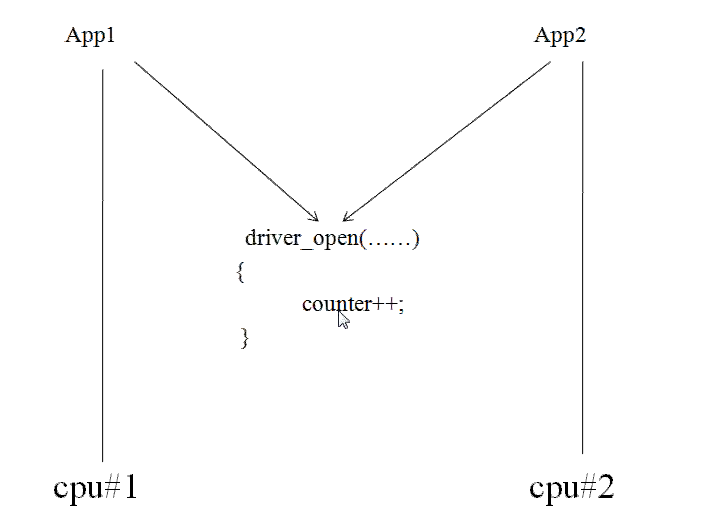 App1 App2
driver_open(……)
{
counter++;
}
cpu#1 cpu#2